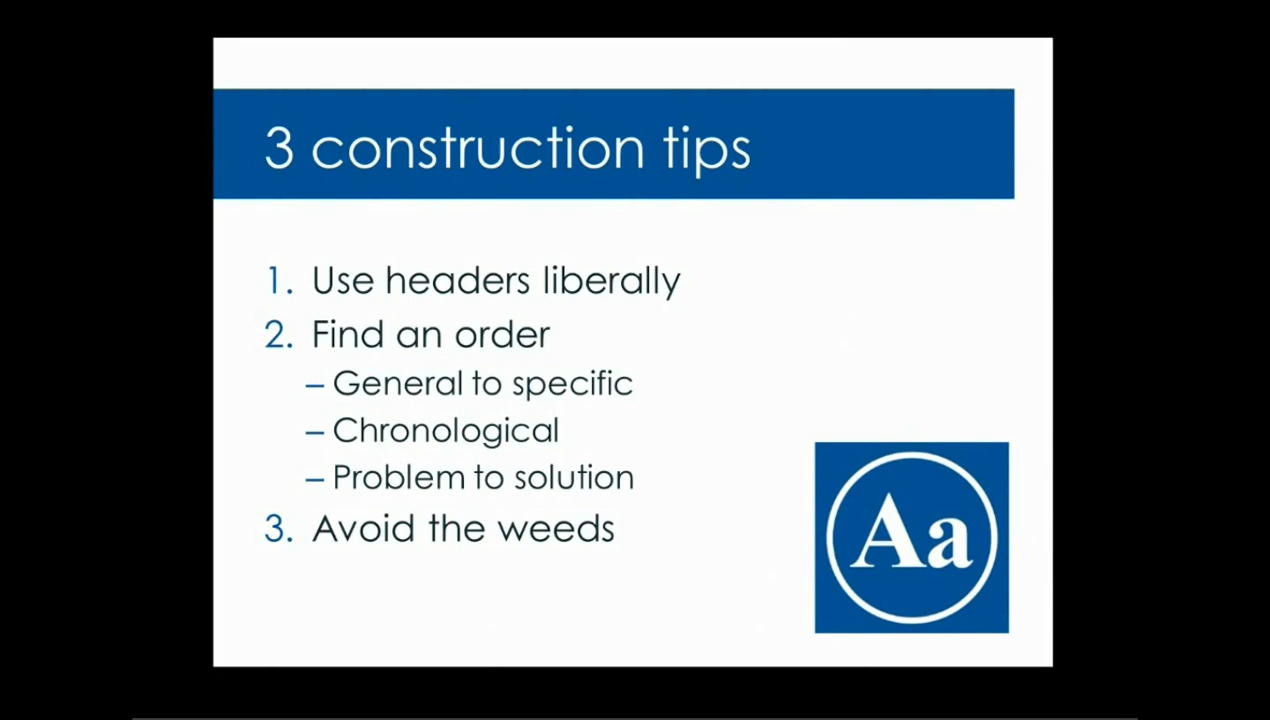 3 construction tips
1. Use headers liberally
2. Find an order
– General to specific
– Chronological
– Problem to solution
3. Avoid the weeds
Aa